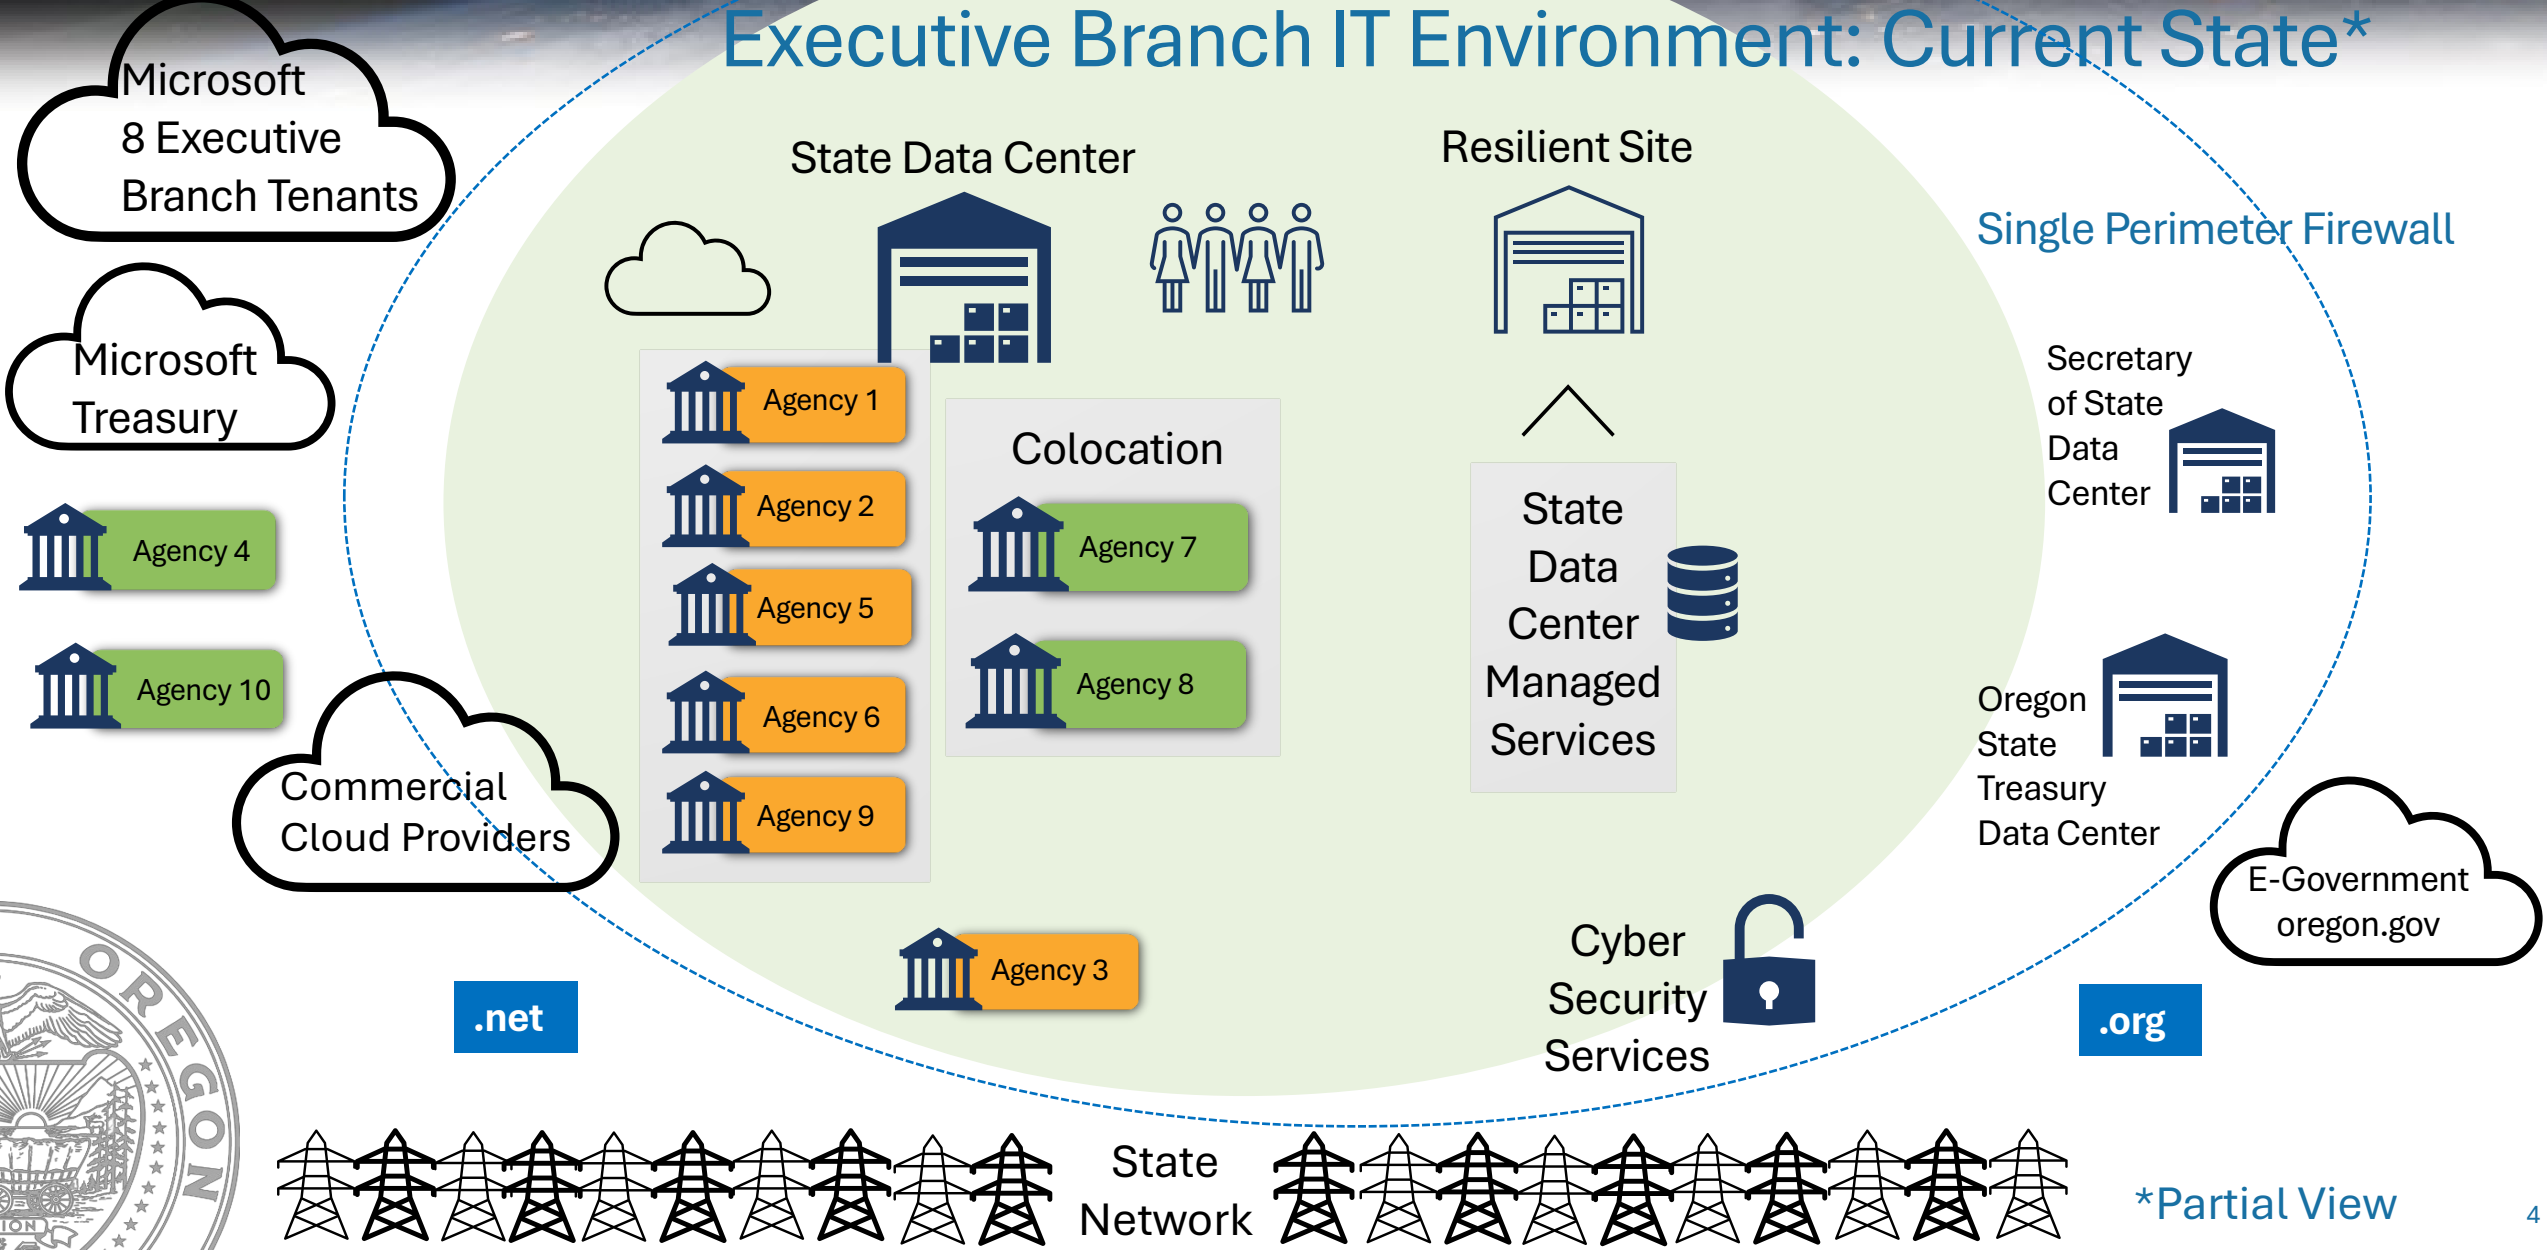 Executive Branch IT Environment: Current State*
Microsoft
8 Executive
Branch Tenants
State Data Center
Resilient Site
Single Perimeter Firewall
Microsoft
Treasury
Secretary
of State
Data
Center
Agency 1
Agency 2
Agency 5
Agency 6
Agency 9
Colocation
Agency 7
Agency 8
State
Data
Center
Managed
Services
Agency 4
Agency 10
Commercial
Cloud Providers
Oregon
State
Treasury
Data Center
E-Government
oregon.gov
Agency 3
Cyber
Security
Services
.net
.org
OREGON
ION
State
Network
*Partial View
4